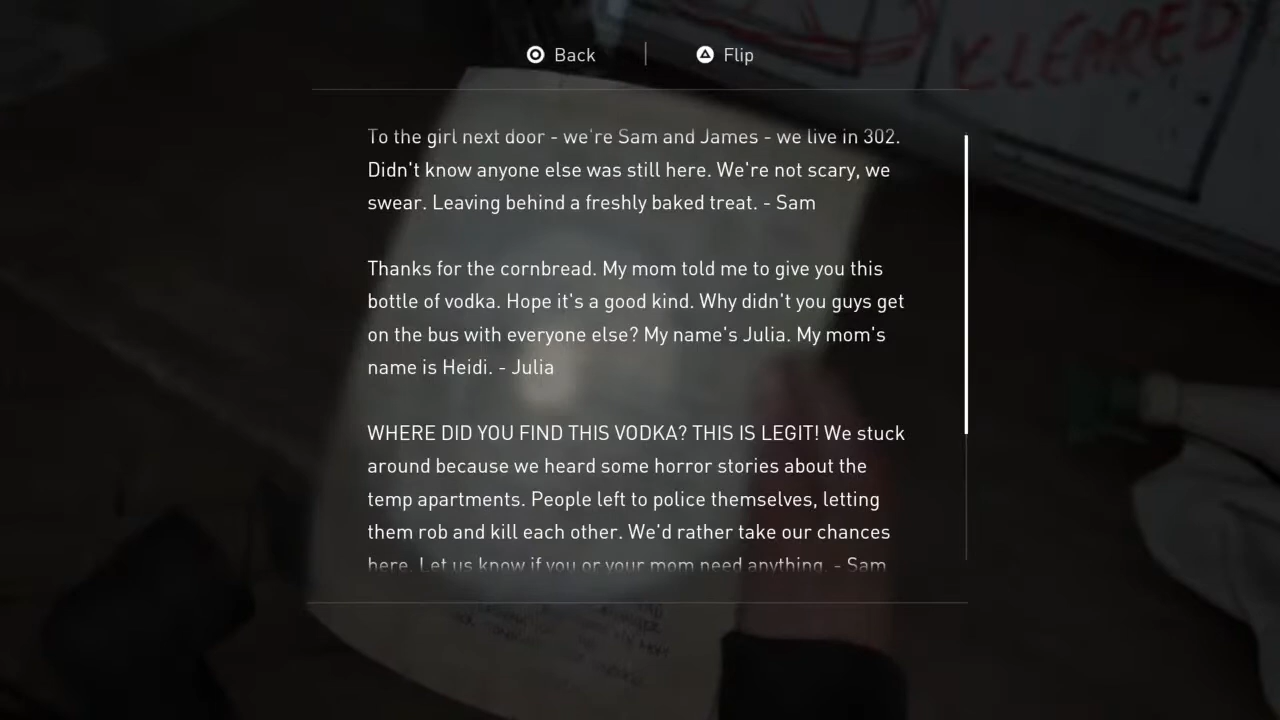 CLEARED
Back | Flip
To the girl next door - we're Sam and James - we live in 302.
Didn't know anyone else was still here. We're not scary, we
swear. Leaving behind a freshly baked treat. - Sam
Thanks for the cornbread. My mom told me to give you this
bottle of vodka. Hope it's a good kind. Why didn't you guys get
on the bus with everyone else? My name's Julia. My mom's
name is Heidi. - Julia
WHERE DID YOU FIND THIS VODKA? THIS IS LEGIT! We stuck
around because we heard some horror stories about the
temp apartments. People left to police themselves, letting
them rob and kill each other. We'd rather take our chances
here. Let us know if you or your mom need anything. - Sam